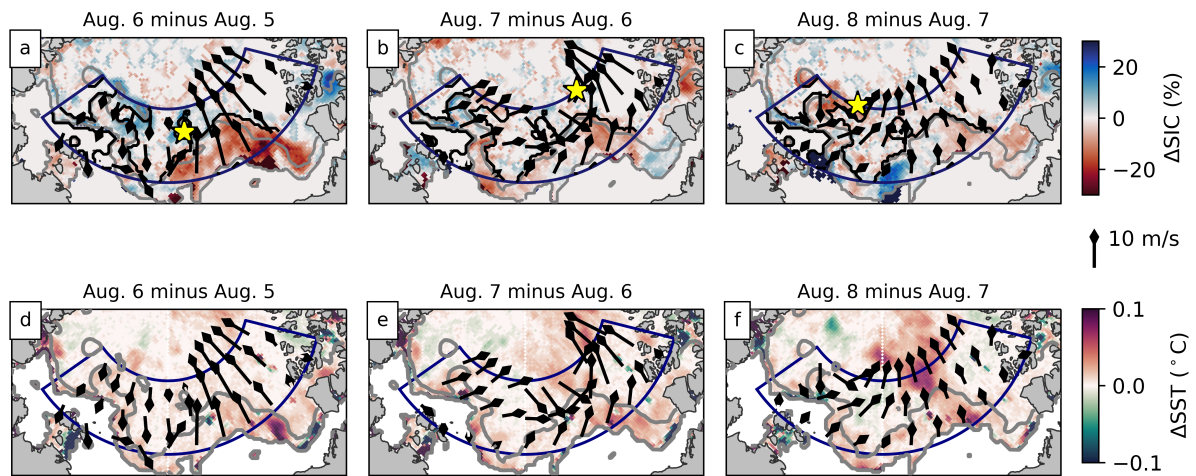 Aug. 6 minus Aug. 5
Aug. 7 minus Aug. 6
Aug. 8 minus Aug. 7
a
b
c
20
0
−20
ΔSIC (%)
10 m/s
Aug. 6 minus Aug. 5
Aug. 7 minus Aug. 6
Aug. 8 minus Aug. 7
d
e
f
0.1
0.0
−0.1
ΔSST (°C)